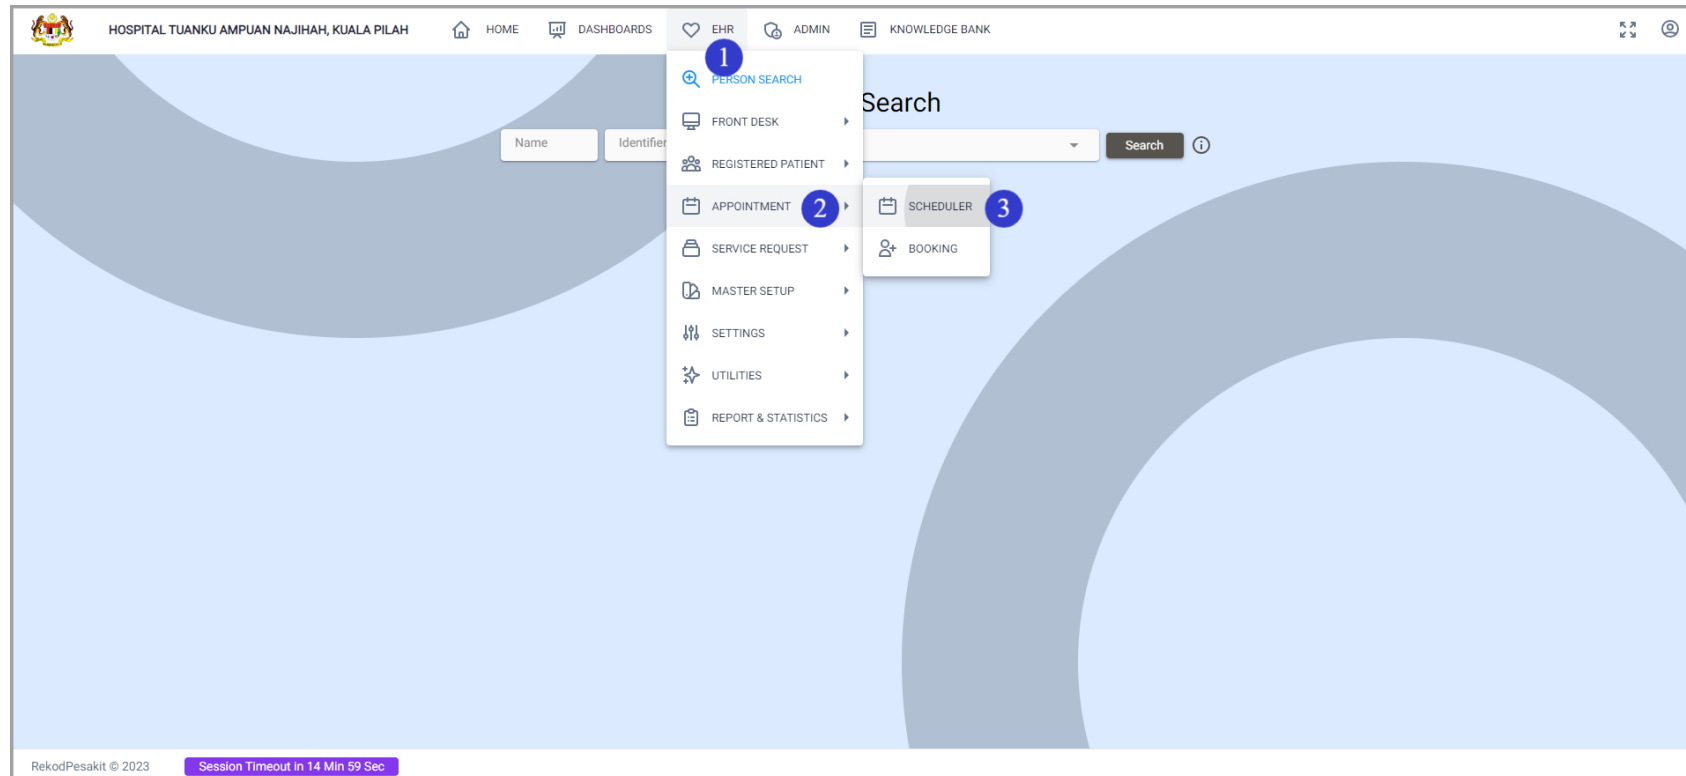 HOSPITAL TUANKU AMPUAN NAJIHAH, KUALA PILAH HOME DASHBOARDS EHR ADMIN KNOWLEDGE BANK
1
PERSON SEARCH
Search
FRONT DESK
Name Identifier Search
REGISTERED PATIENT
APPOINTMENT 2 SCHEDULER 3
SERVICE REQUEST BOOKING
MASTER SETUP
SETTINGS
UTILITIES
REPORT & STATISTICS
RekodPesakit © 2023 Session Timeout in 14 Min 59 Sec